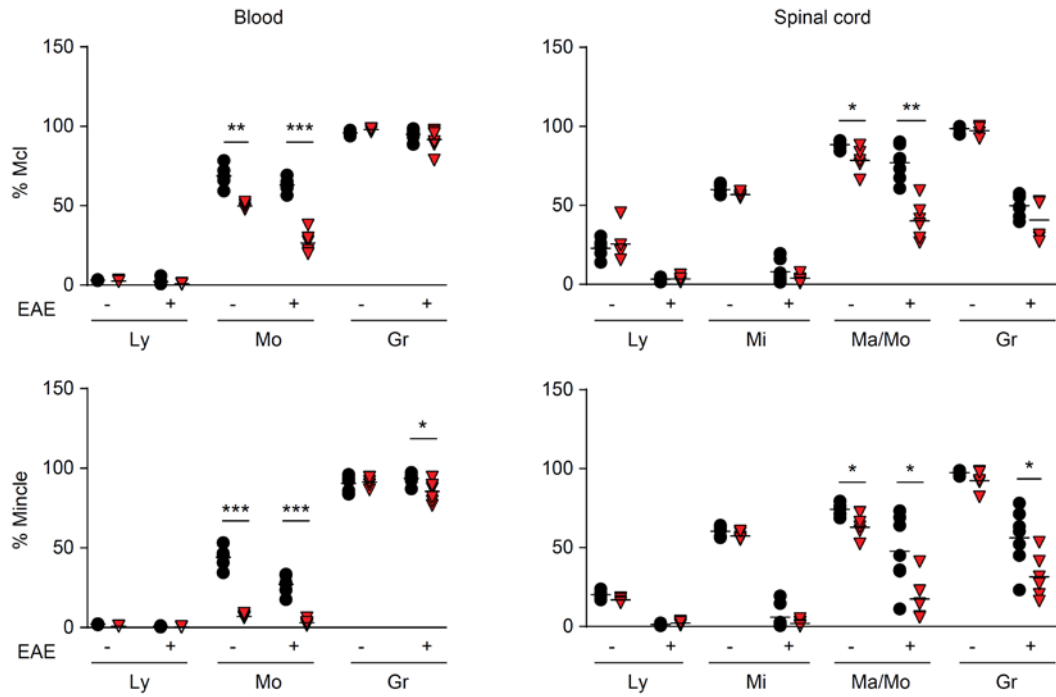 Blood
Spinal cord
150
** ***
100
% Mcl
50
0
EAE - + - + - +
Ly Mo Gr
150
* **
100
% Mcl
50
0
- + - + - + - +
Ly Mi Ma/Mo Gr
150
*** *** *
100
% Mincle
50
0
EAE - + - + - +
Ly Mo Gr
150
* * *
100
50
0
- + - + - + - +
Ly Mi Ma/Mo Gr